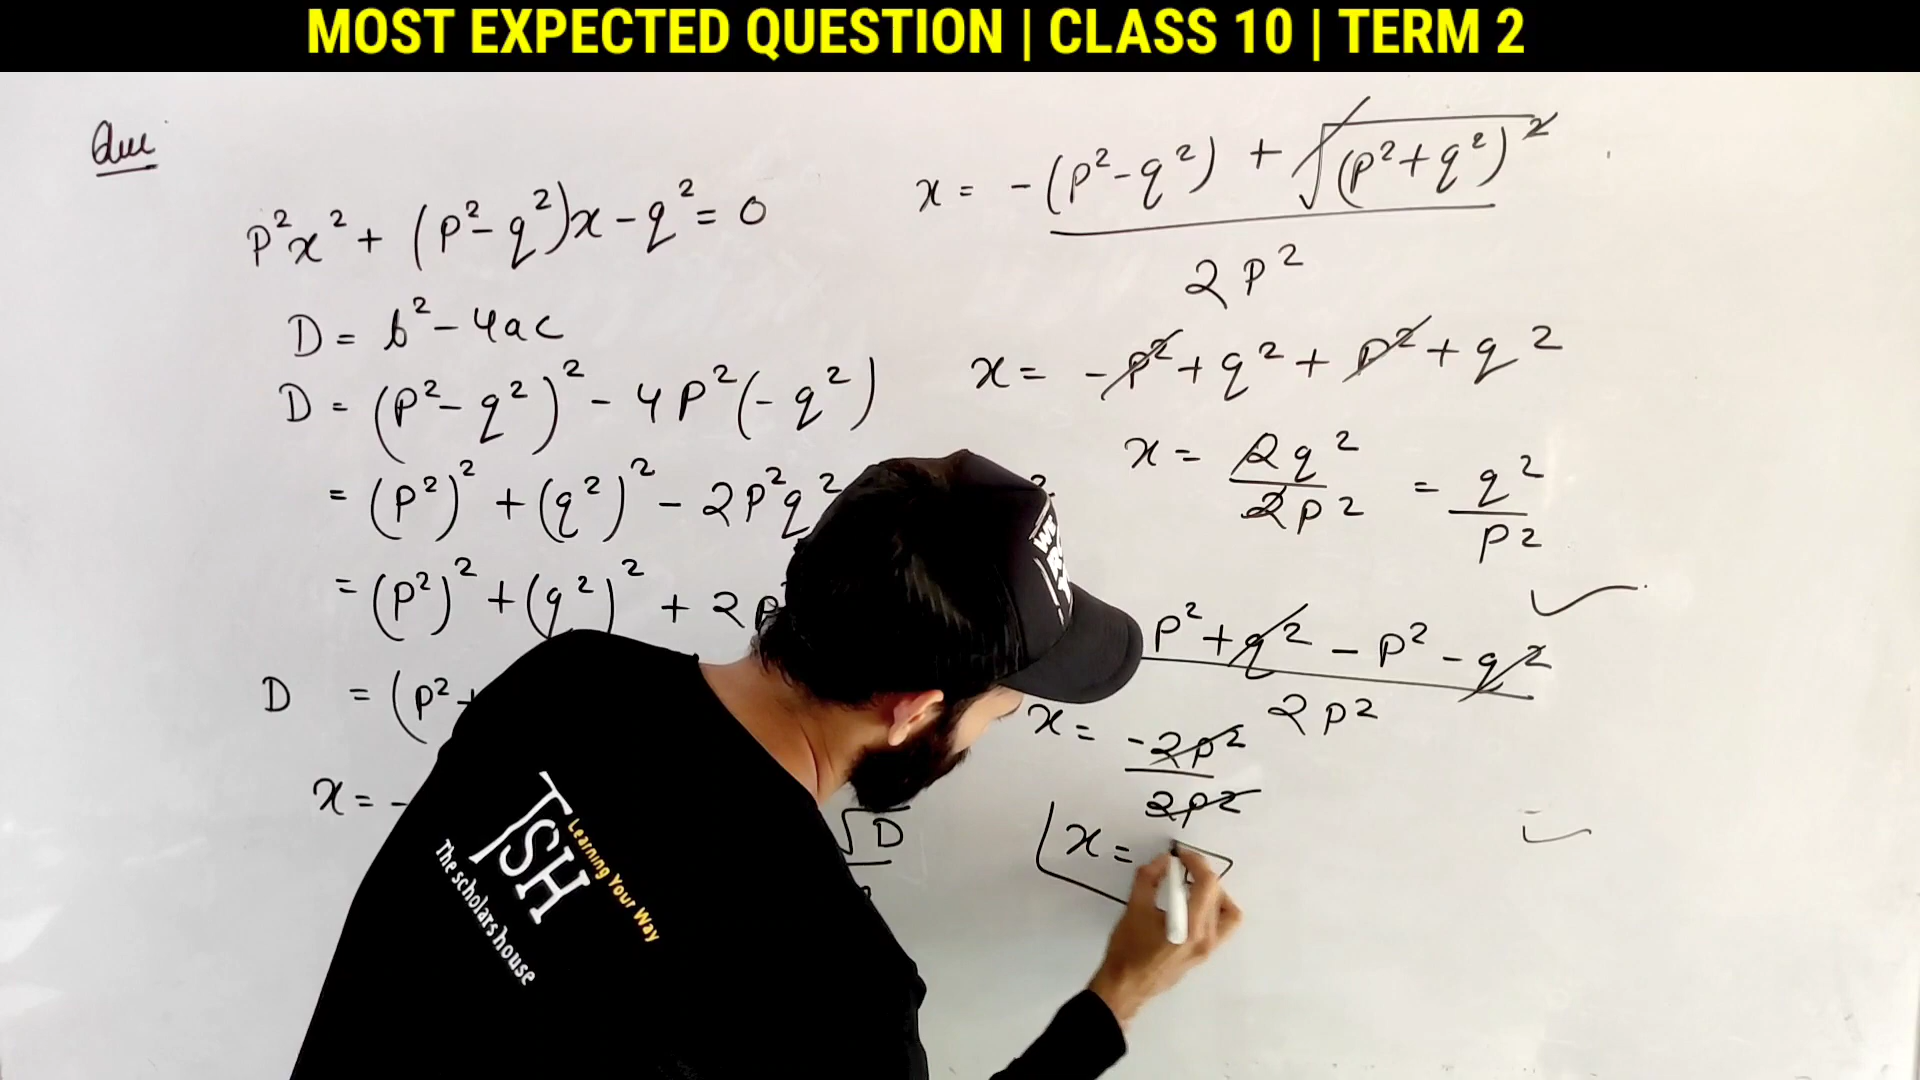 MOST EXPECTED QUESTION | CLASS 10 | TERM 2
Que
p²x² + (p² - q²)x - q² = 0
D = b² - 4ac
D = (p² - q²)² - 4p²(-q²)
= (p²)² + (q²)² - 2p²q²
= (p²)² + (q²)² + 2p
D = (p² +
x = -
√D
x = -(p² - q²) + √(p² + q²)²
2p²
x = -p² + q² + p² + q²
x = 2q²/2p² = q²/p²
p² + q² - p² - q²
2p²
x = -2p²/2p²
x =
TSH
Learning Your Way
The scholars house